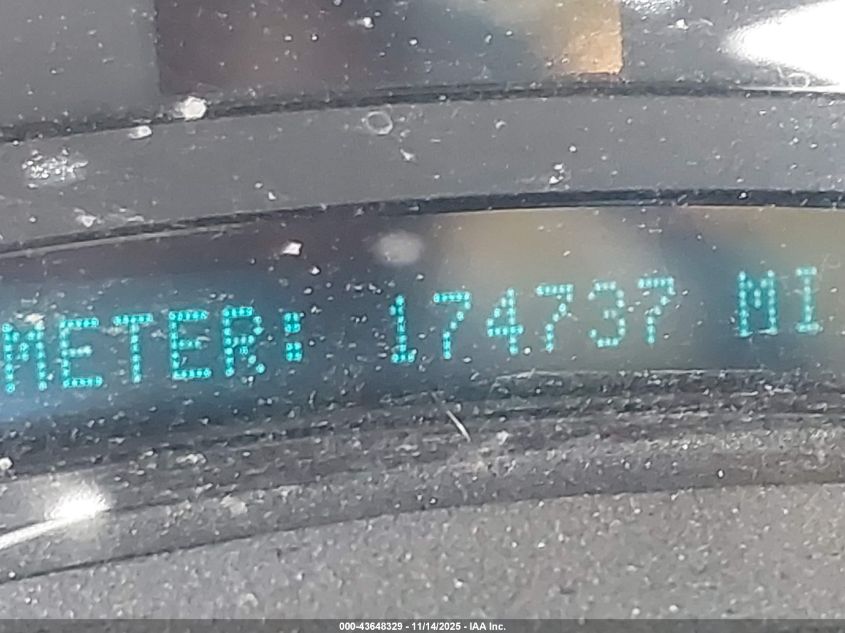 METER: 174737 MI
000-43648329 - 11/14/2025 - IAA Inc.